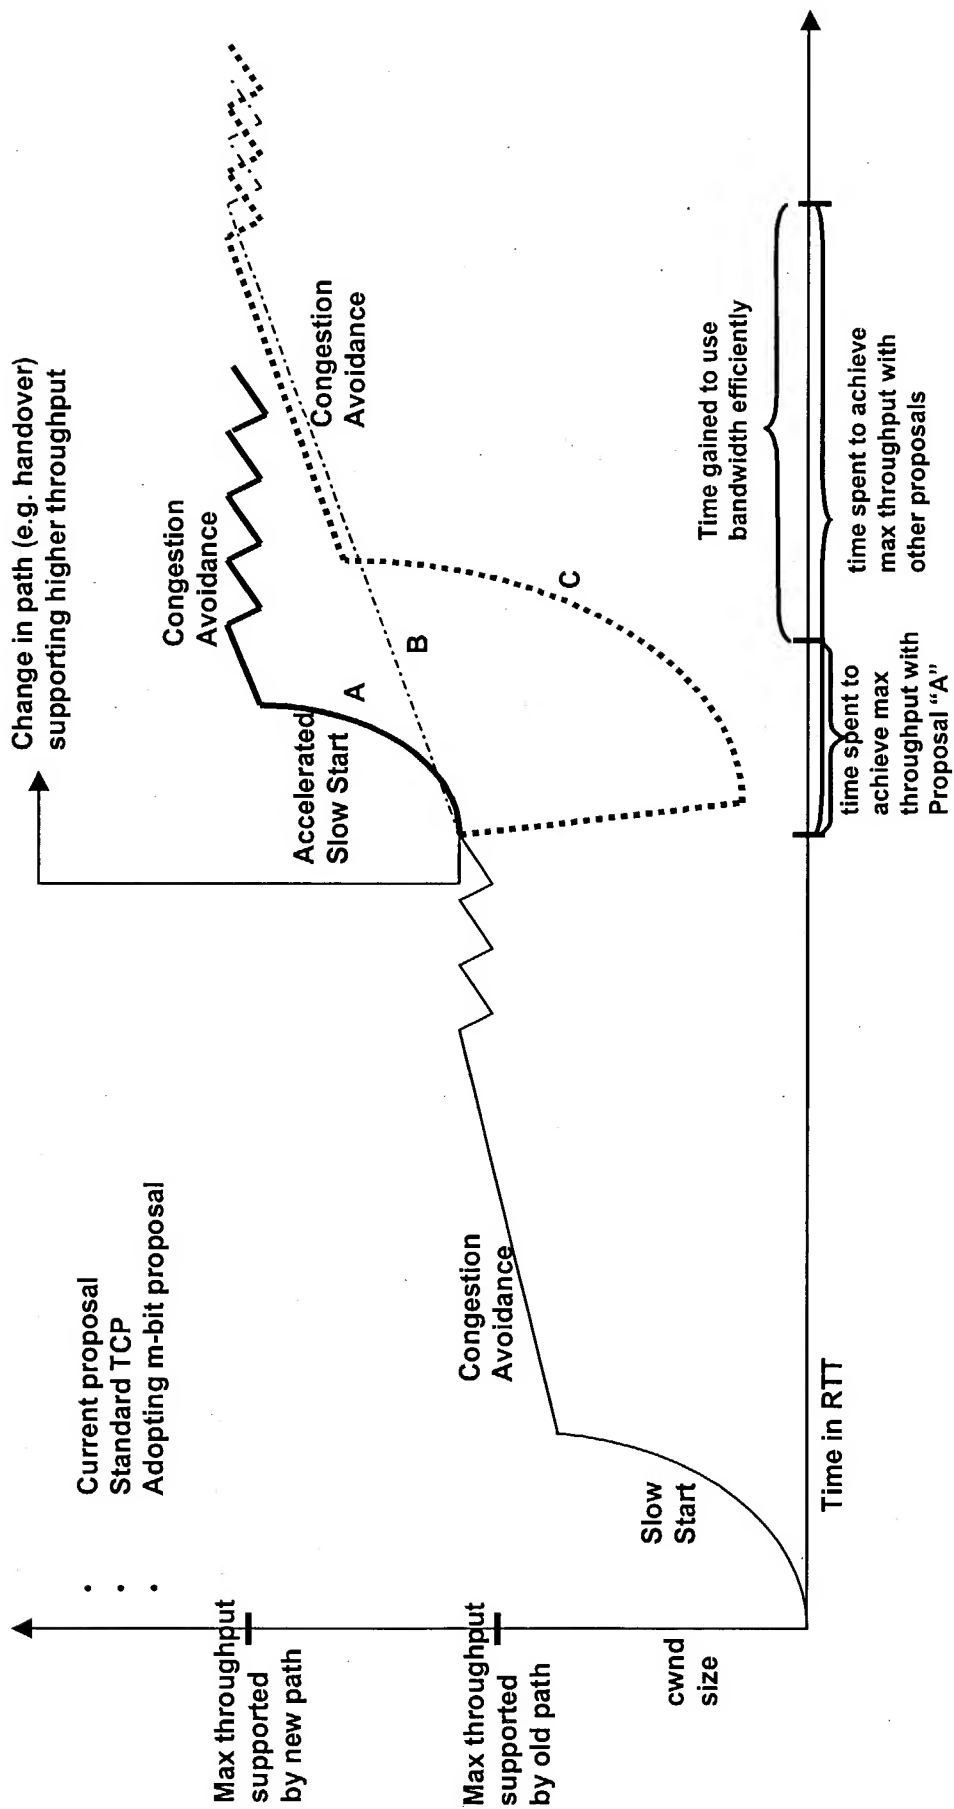 Change in path (e.g. handover)
supporting higher throughput
Current proposal
Standard TCP
Adopting m-bit proposal
Max throughput
supported
by new path
Max throughput
supported
by old path
cwnd
size
Slow
Start
Congestion
Avoidance
Accelerated
Slow Start
A
B
C
Congestion
Avoidance
Congestion
Avoidance
Time gained to use
bandwidth efficiently
Time in RTT
time spent to
achieve max
throughput with
Proposal “A”
time spent to achieve
max throughput with
other proposals